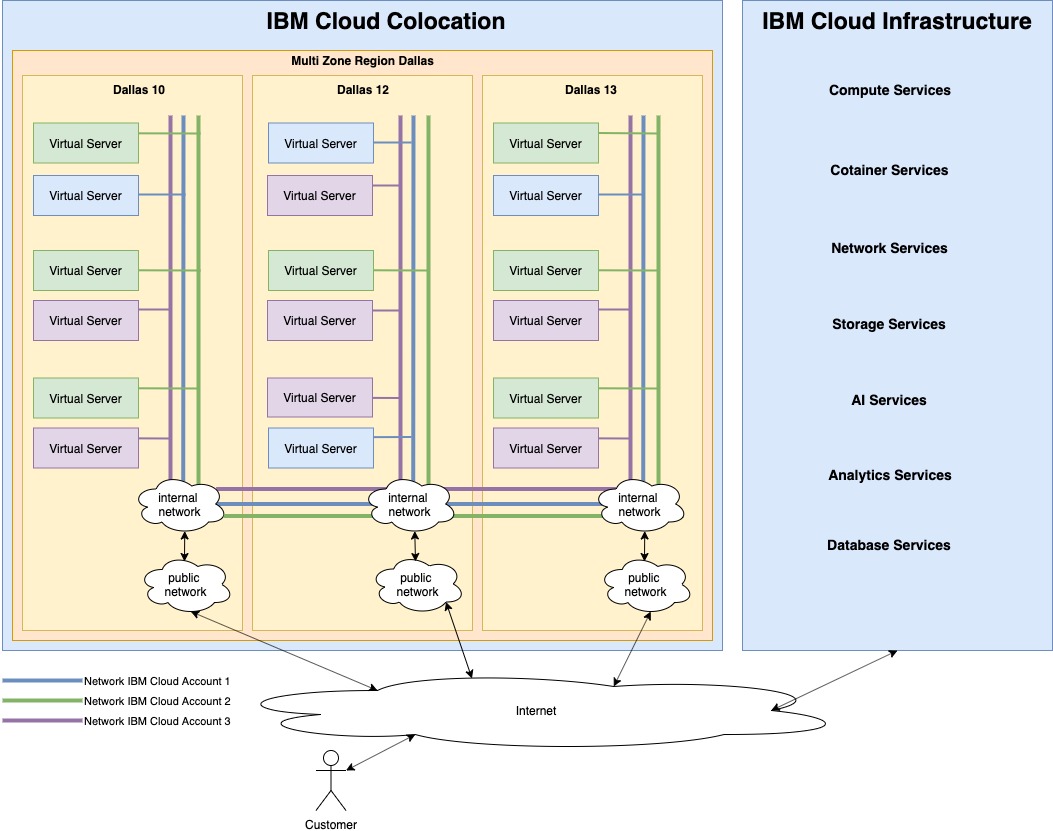 IBM Cloud Colocation
Multi Zone Region Dallas
Dallas 10
Virtual Server
Virtual Server
Virtual Server
Virtual Server
Virtual Server
Virtual Server
internal
network
public
network
Dallas 12
Virtual Server
Virtual Server
Virtual Server
Virtual Server
Virtual Server
Virtual Server
internal
network
public
network
Dallas 13
Virtual Server
Virtual Server
Virtual Server
Virtual Server
Virtual Server
Virtual Server
internal
network
public
network
IBM Cloud Infrastructure
Compute Services
Cotainer Services
Network Services
Storage Services
AI Services
Analytics Services
Database Services
Network IBM Cloud Account 1
Network IBM Cloud Account 2
Network IBM Cloud Account 3
Internet
Customer